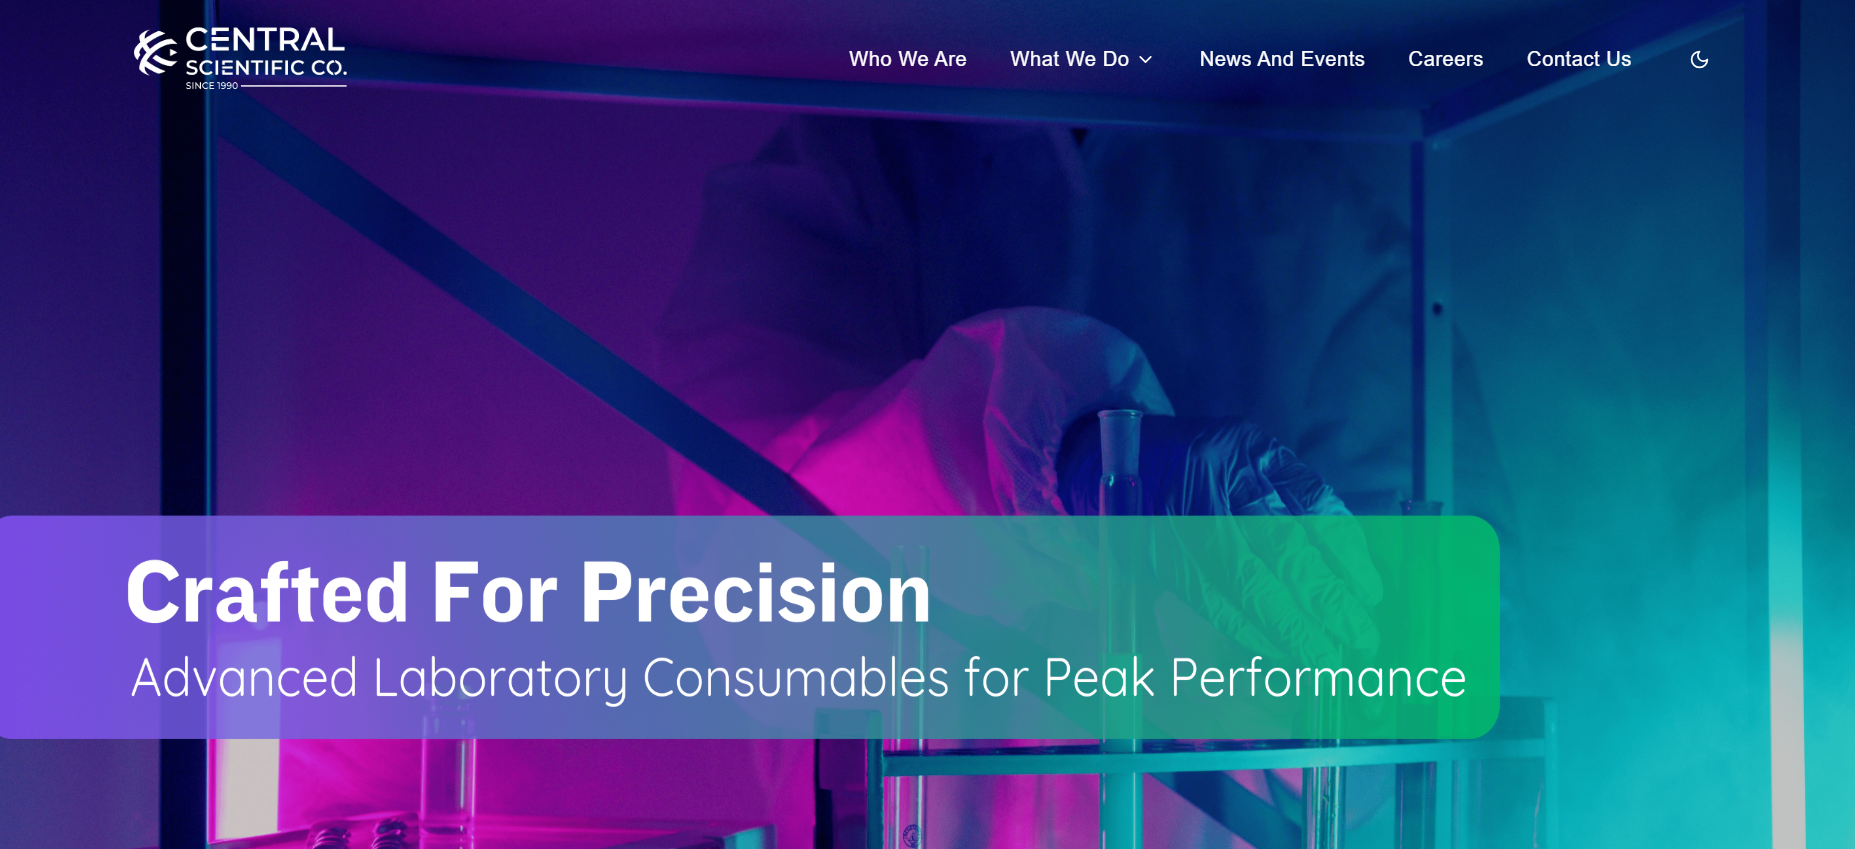 CENTRAL
SCIENTIFIC CO.
SINCE 1990
Who We Are
What We Do
News And Events
Careers
Contact Us
Crafted For Precision
Advanced Laboratory Consumables for Peak Performance